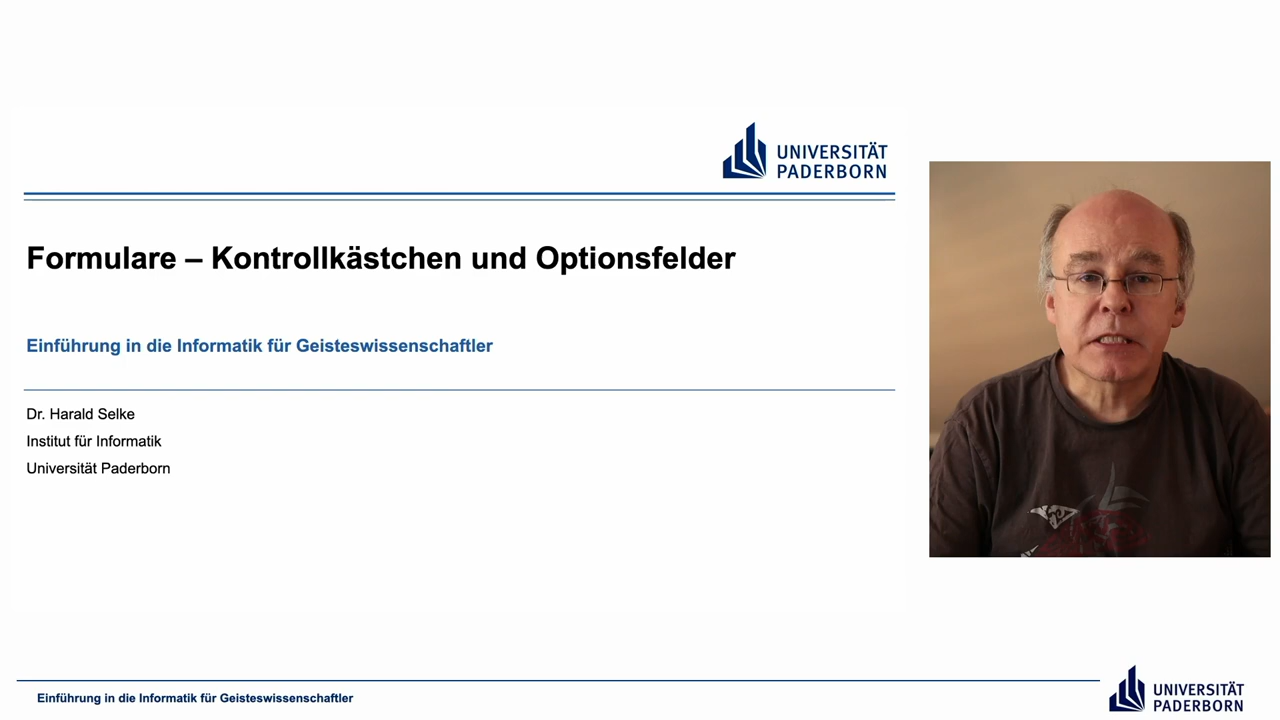 UNIVERSITÄT
PADERBORN
Formulare – Kontrollkästchen und Optionsfelder
Einführung in die Informatik für Geisteswissenschaftler
Dr. Harald Selke
Institut für Informatik
Universität Paderborn
Einführung in die Informatik für Geisteswissenschaftler
UNIVERSITÄT
PADERBORN